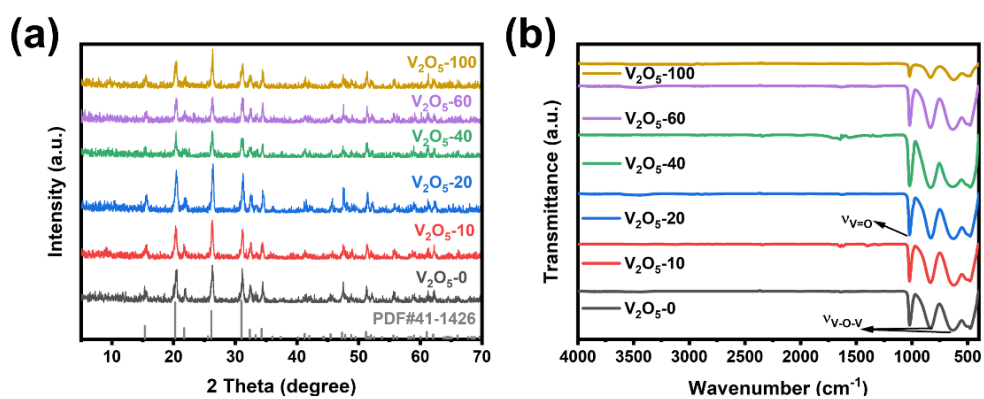 (a)
Intensity (a.u.)
V₂O₅-100
V₂O₅-60
V₂O₅-40
V₂O₅-20
V₂O₅-10
V₂O₅-0
PDF#41-1426
10 20 30 40 50 60 70
2 Theta (degree)
(b)
Transmittance (a.u.)
V₂O₅-100
V₂O₅-60
V₂O₅-40
V₂O₅-20
νV=O
V₂O₅-10
V₂O₅-0
νV-O-V
4000 3500 3000 2500 2000 1500 1000 500
Wavenumber (cm⁻¹)